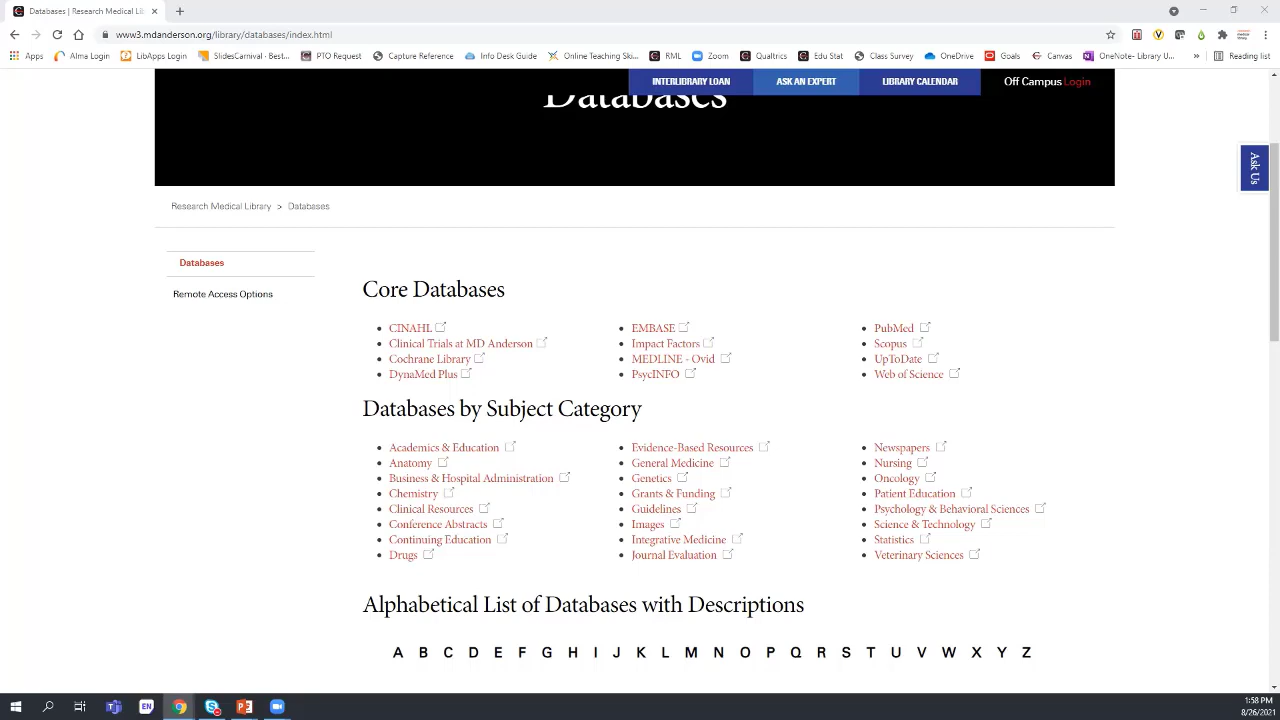 Databases | Research Medical Lib
www3.mdanderson.org/library/databases/index.html
Apps Alma Login LibApps Login SlidesCarnival - Best... PTO Request Capture Reference Info Desk Guide Online Teaching Ski... RML Zoom Qualtrics Edu Stat Class Survey OneDrive Goals Canvas OneNote- Library U... » Reading list
INTERLIBRARY LOAN ASK AN EXPERT LIBRARY CALENDAR Off Campus Login
Databases
Ask Us
Research Medical Library > Databases
Databases
Remote Access Options
Core Databases
CINAHL EMBASE PubMed
Clinical Trials at MD Anderson Impact Factors Scopus
Cochrane Library MEDLINE - Ovid UpToDate
DynaMed Plus PsycINFO Web of Science
Databases by Subject Category
Academics & Education Evidence-Based Resources Newspapers
Anatomy General Medicine Nursing
Business & Hospital Administration Genetics Oncology
Chemistry Grants & Funding Patient Education
Clinical Resources Guidelines Psychology & Behavioral Sciences
Conference Abstracts Images Science & Technology
Continuing Education Integrative Medicine Statistics
Drugs Journal Evaluation Veterinary Sciences
Alphabetical List of Databases with Descriptions
A B C D E F G H I J K L M N O P Q R S T U V W X Y Z
EN
1:58 PM
8/26/2021